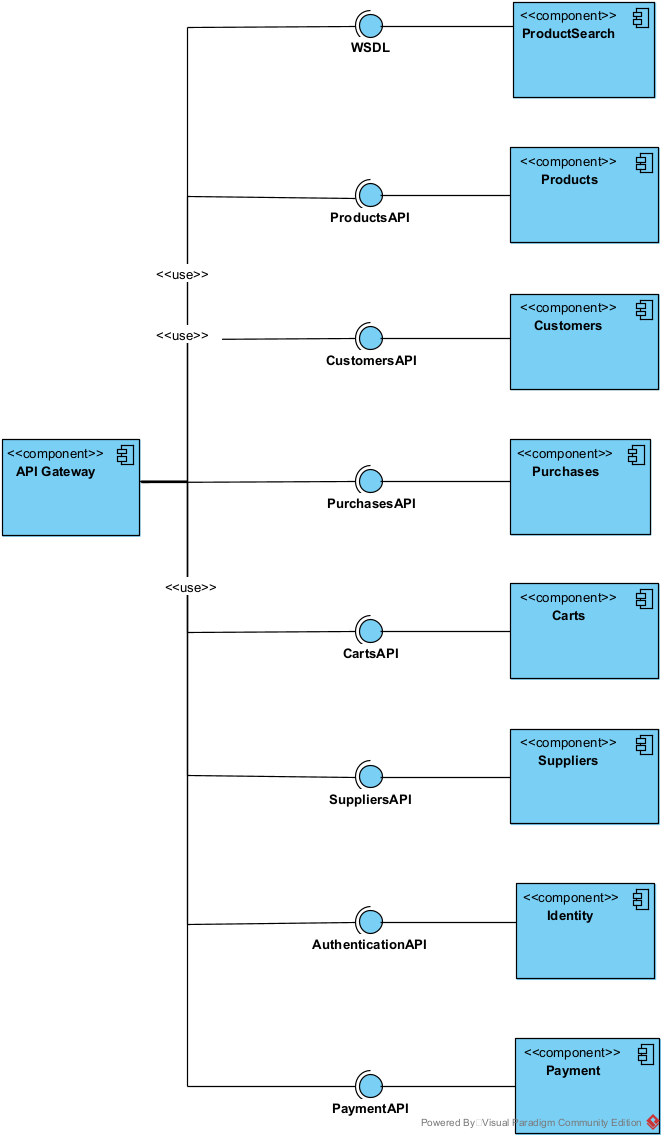 <<component>>
ProductSearch
WSDL
<<component>>
Products
ProductsAPI
<<use>>
<<use>>
<<component>>
Customers
CustomersAPI
<<component>>
API Gateway
<<component>>
Purchases
PurchasesAPI
<<use>>
<<component>>
Carts
CartsAPI
<<component>>
Suppliers
SuppliersAPI
<<component>>
Identity
AuthenticationAPI
<<component>>
Payment
PaymentAPI
Powered By Visual Paradigm Community Edition